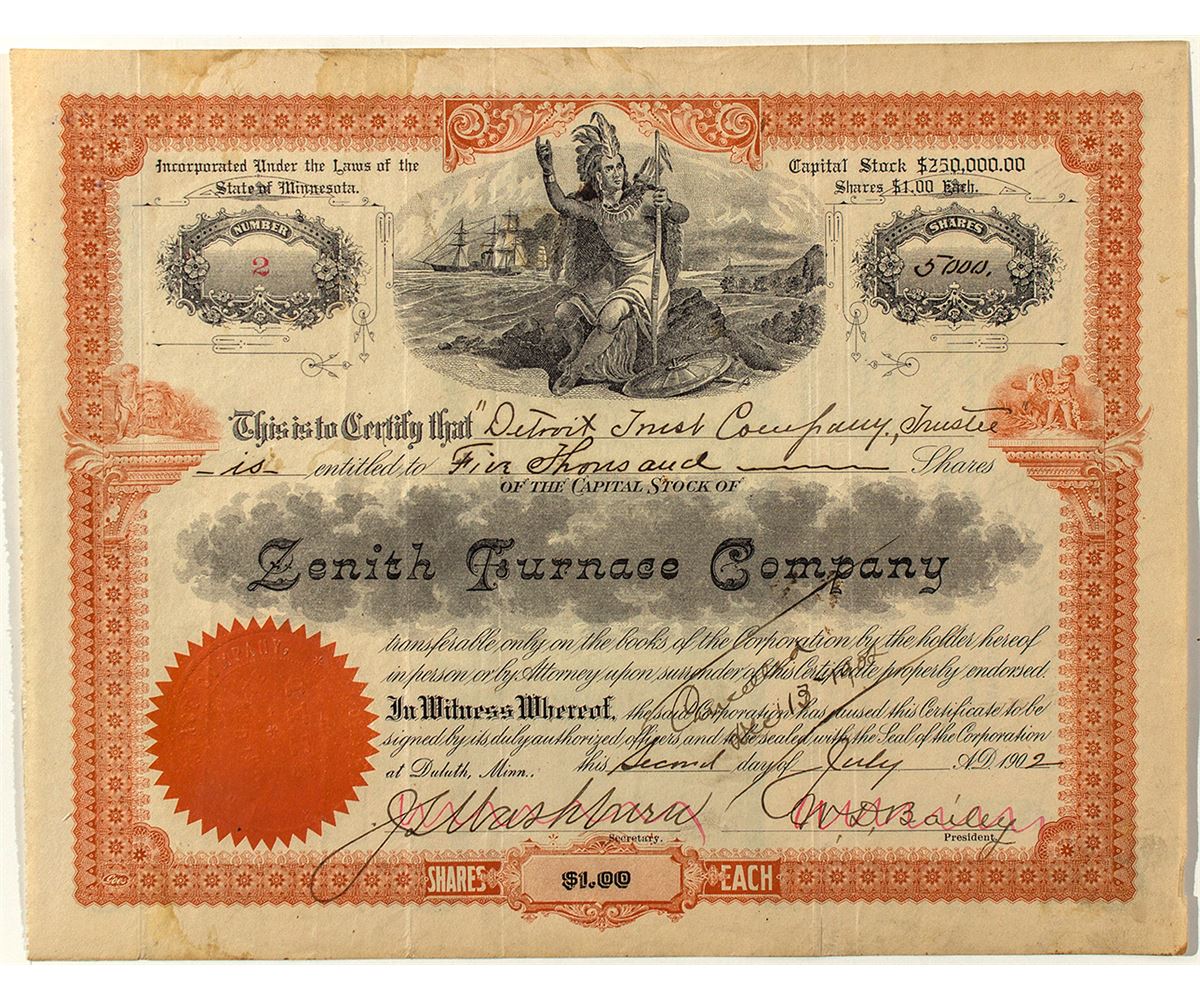 Incorporated Under the Laws of the
State of Minnesota.
Capital Stock $250,000.00
Shares $1.00 Each.
NUMBER
2
SHARES
5000.
This is to Certify that "Detroit Trust Company, Trustee
-is- entitled to Five Thousand Shares
OF THE CAPITAL STOCK OF
Zenith Furnace Company
transferable only on the books of the Corporation by the holder hereof
in person or by Attorney upon surrender of this Certificate properly endorsed.
In Witness Whereof, the said Corporation has caused this Certificate to be
signed by its duly authorized officers, and to be sealed with the Seal of the Corporation
at Duluth, Minn., this Second day of July A.D. 1902
Cancelled
Dec 13
J L Washburn
W. D. Bailey
Secretary.
President.
SHARES
$1.00
EACH